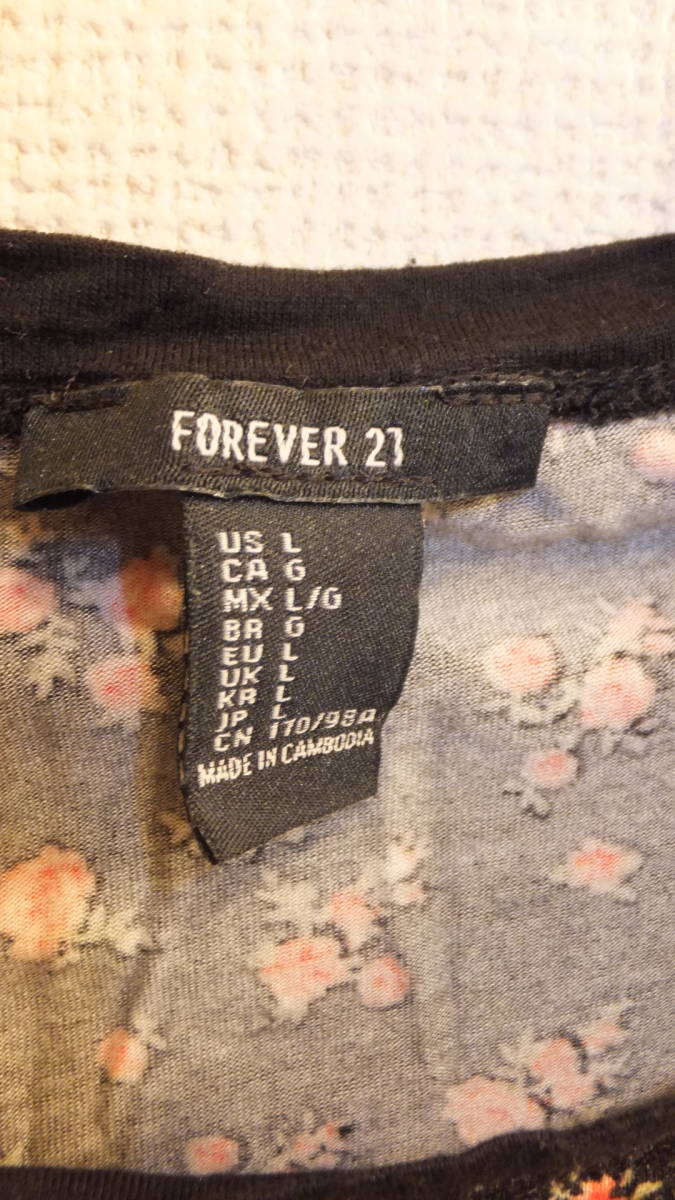 FOREVER 21
US L
CA G
MX L/G
BR G
EU L
UK L
KR L
JP L
CN 170/98A
MADE IN CAMBODIA